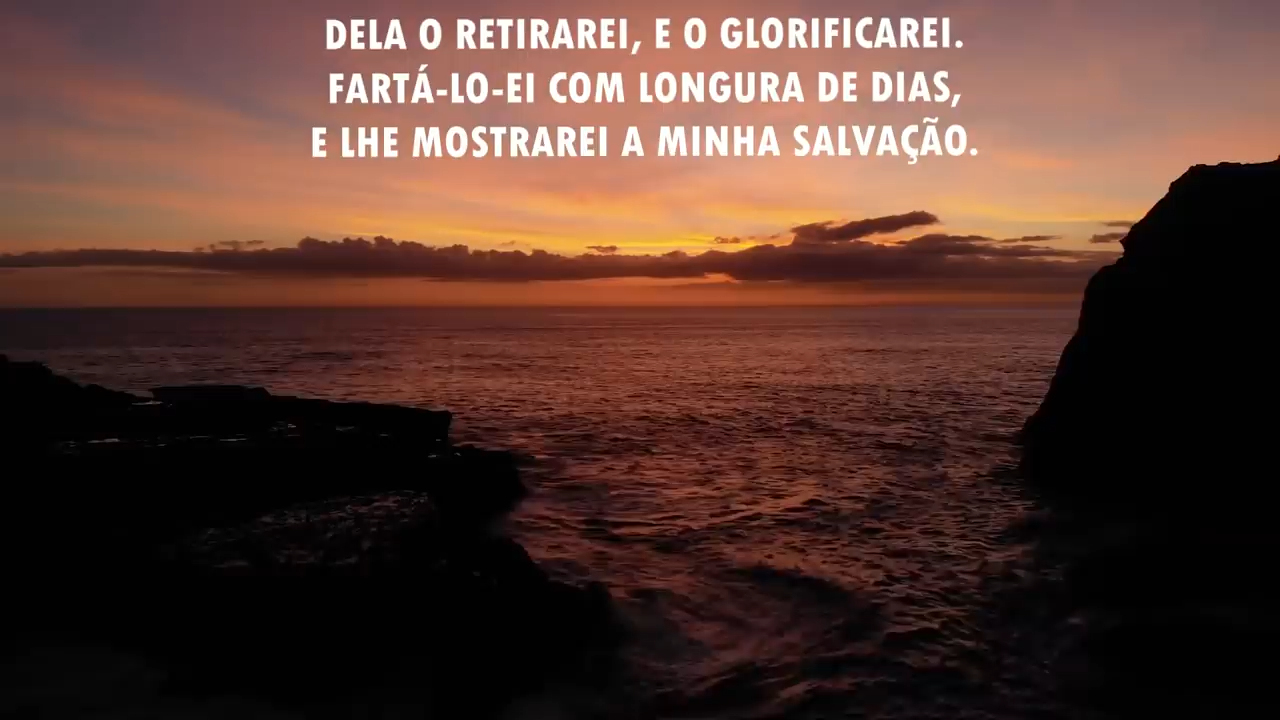 DELA O RETIRAREI, E O GLORIFICAREI.
FARTÁ-LO-EI COM LONGURA DE DIAS,
E LHE MOSTRAREI A MINHA SALVAÇÃO.